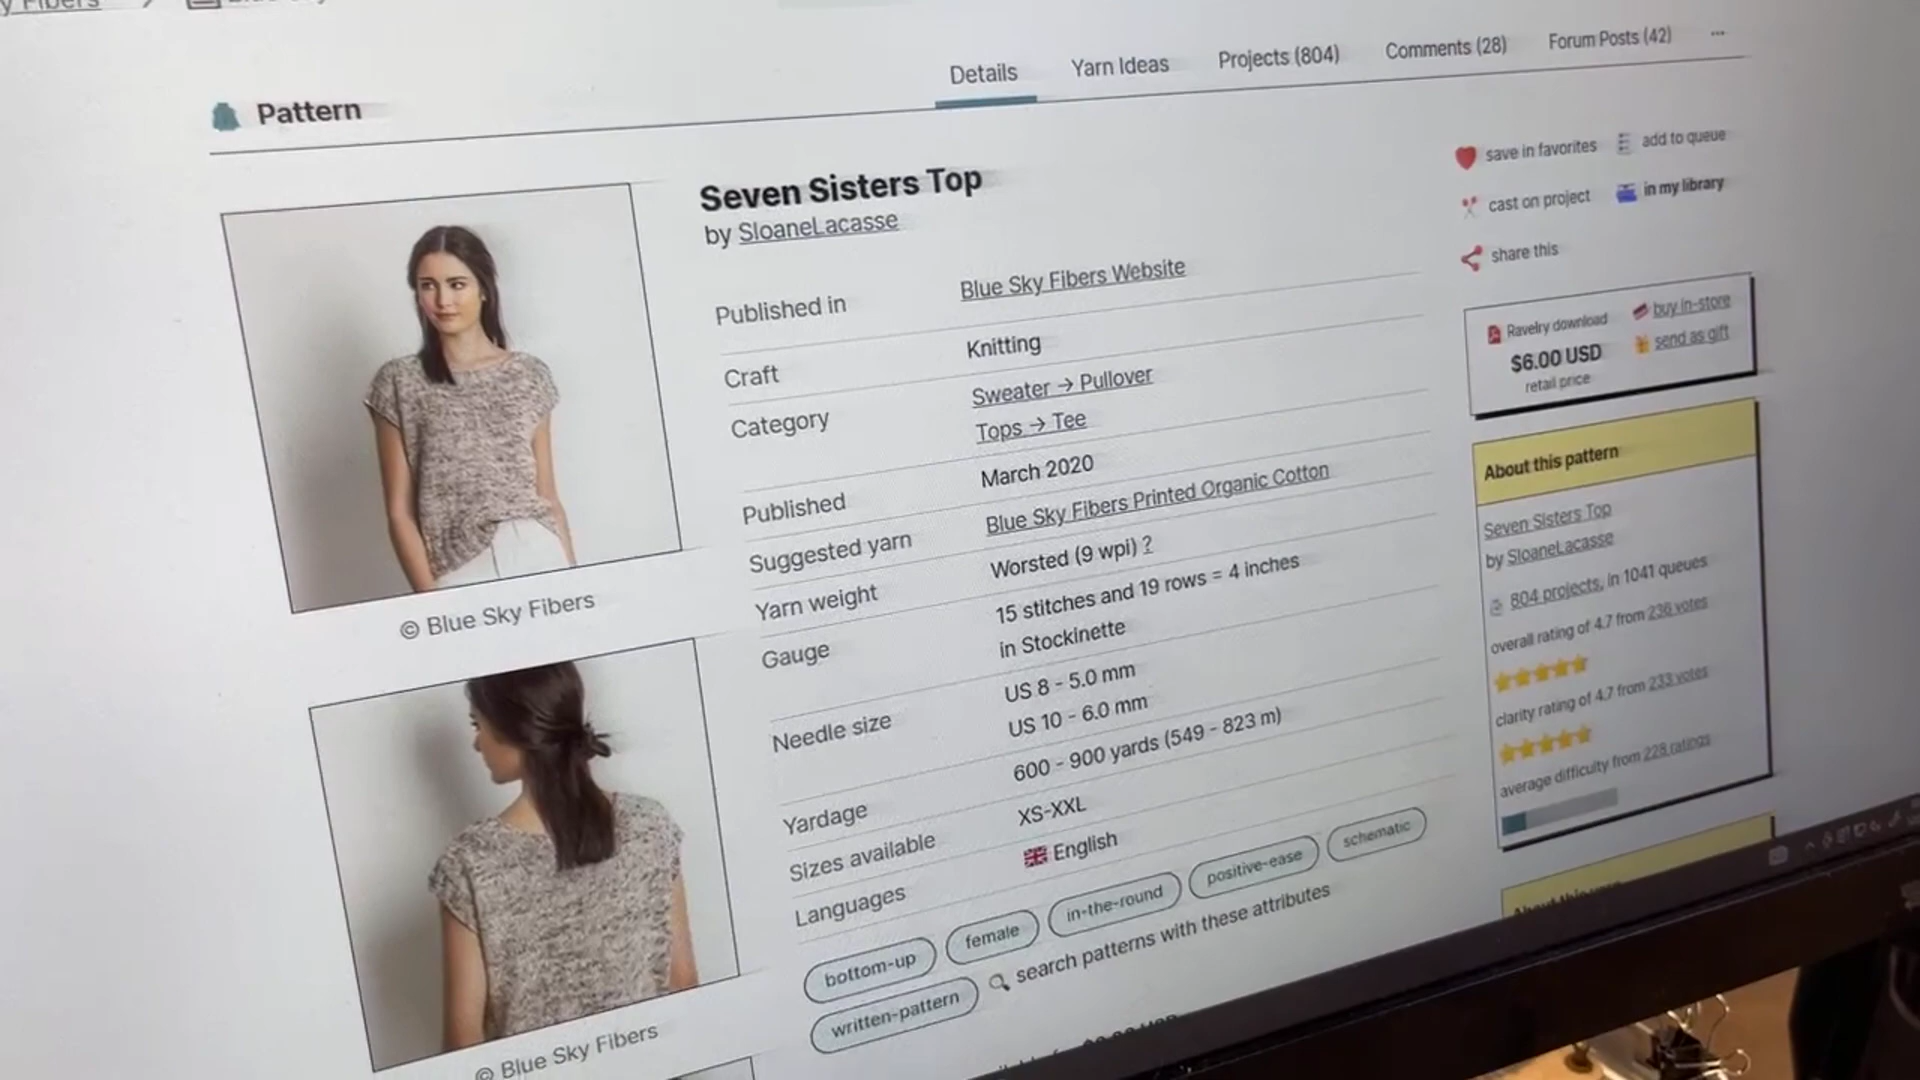 y Fibers
Pattern
Details
Yarn Ideas
Projects (804)
Comments (28)
Forum Posts (42)
...
Seven Sisters Top
by SloaneLacasse
Published in Blue Sky Fibers Website
Craft Knitting
Category Sweater → Pullover
Tops → Tee
Published March 2020
Suggested yarn Blue Sky Fibers Printed Organic Cotton
Yarn weight Worsted (9 wpi) ?
Gauge 15 stitches and 19 rows = 4 inches
in Stockinette
Needle size US 8 - 5.0 mm
US 10 - 6.0 mm
Yardage 600 - 900 yards (549 - 823 m)
Sizes available XS-XXL
Languages English
bottom-up female in-the-round positive-ease schematic
written-pattern search patterns with these attributes
© Blue Sky Fibers
© Blue Sky Fibers
save in favorites add to queue
cast on project in my library
share this
Ravelry download buy in-store
$6.00 USD send as gift
retail price
About this pattern
Seven Sisters Top
by SloaneLacasse
804 projects, in 1041 queues
overall rating of 4.7 from 236 votes
clarity rating of 4.7 from 233 votes
average difficulty from 228 ratings